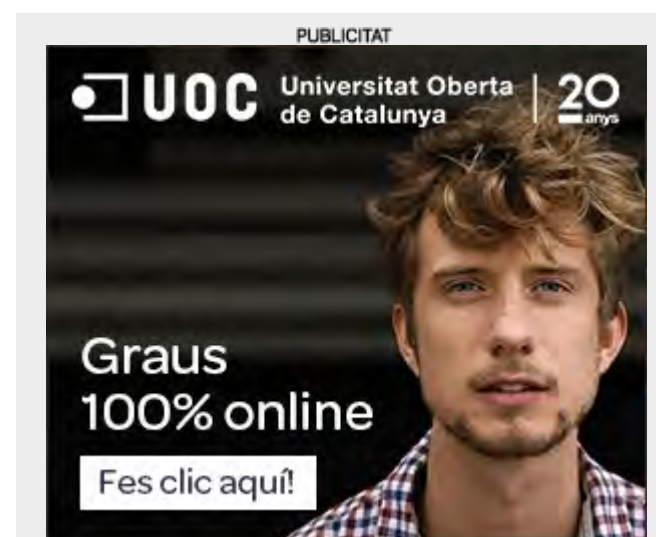 PUBLICITAT
UOC
Universitat Oberta
de Catalunya
20
anys
Graus
100% online
Fes clic aquí!